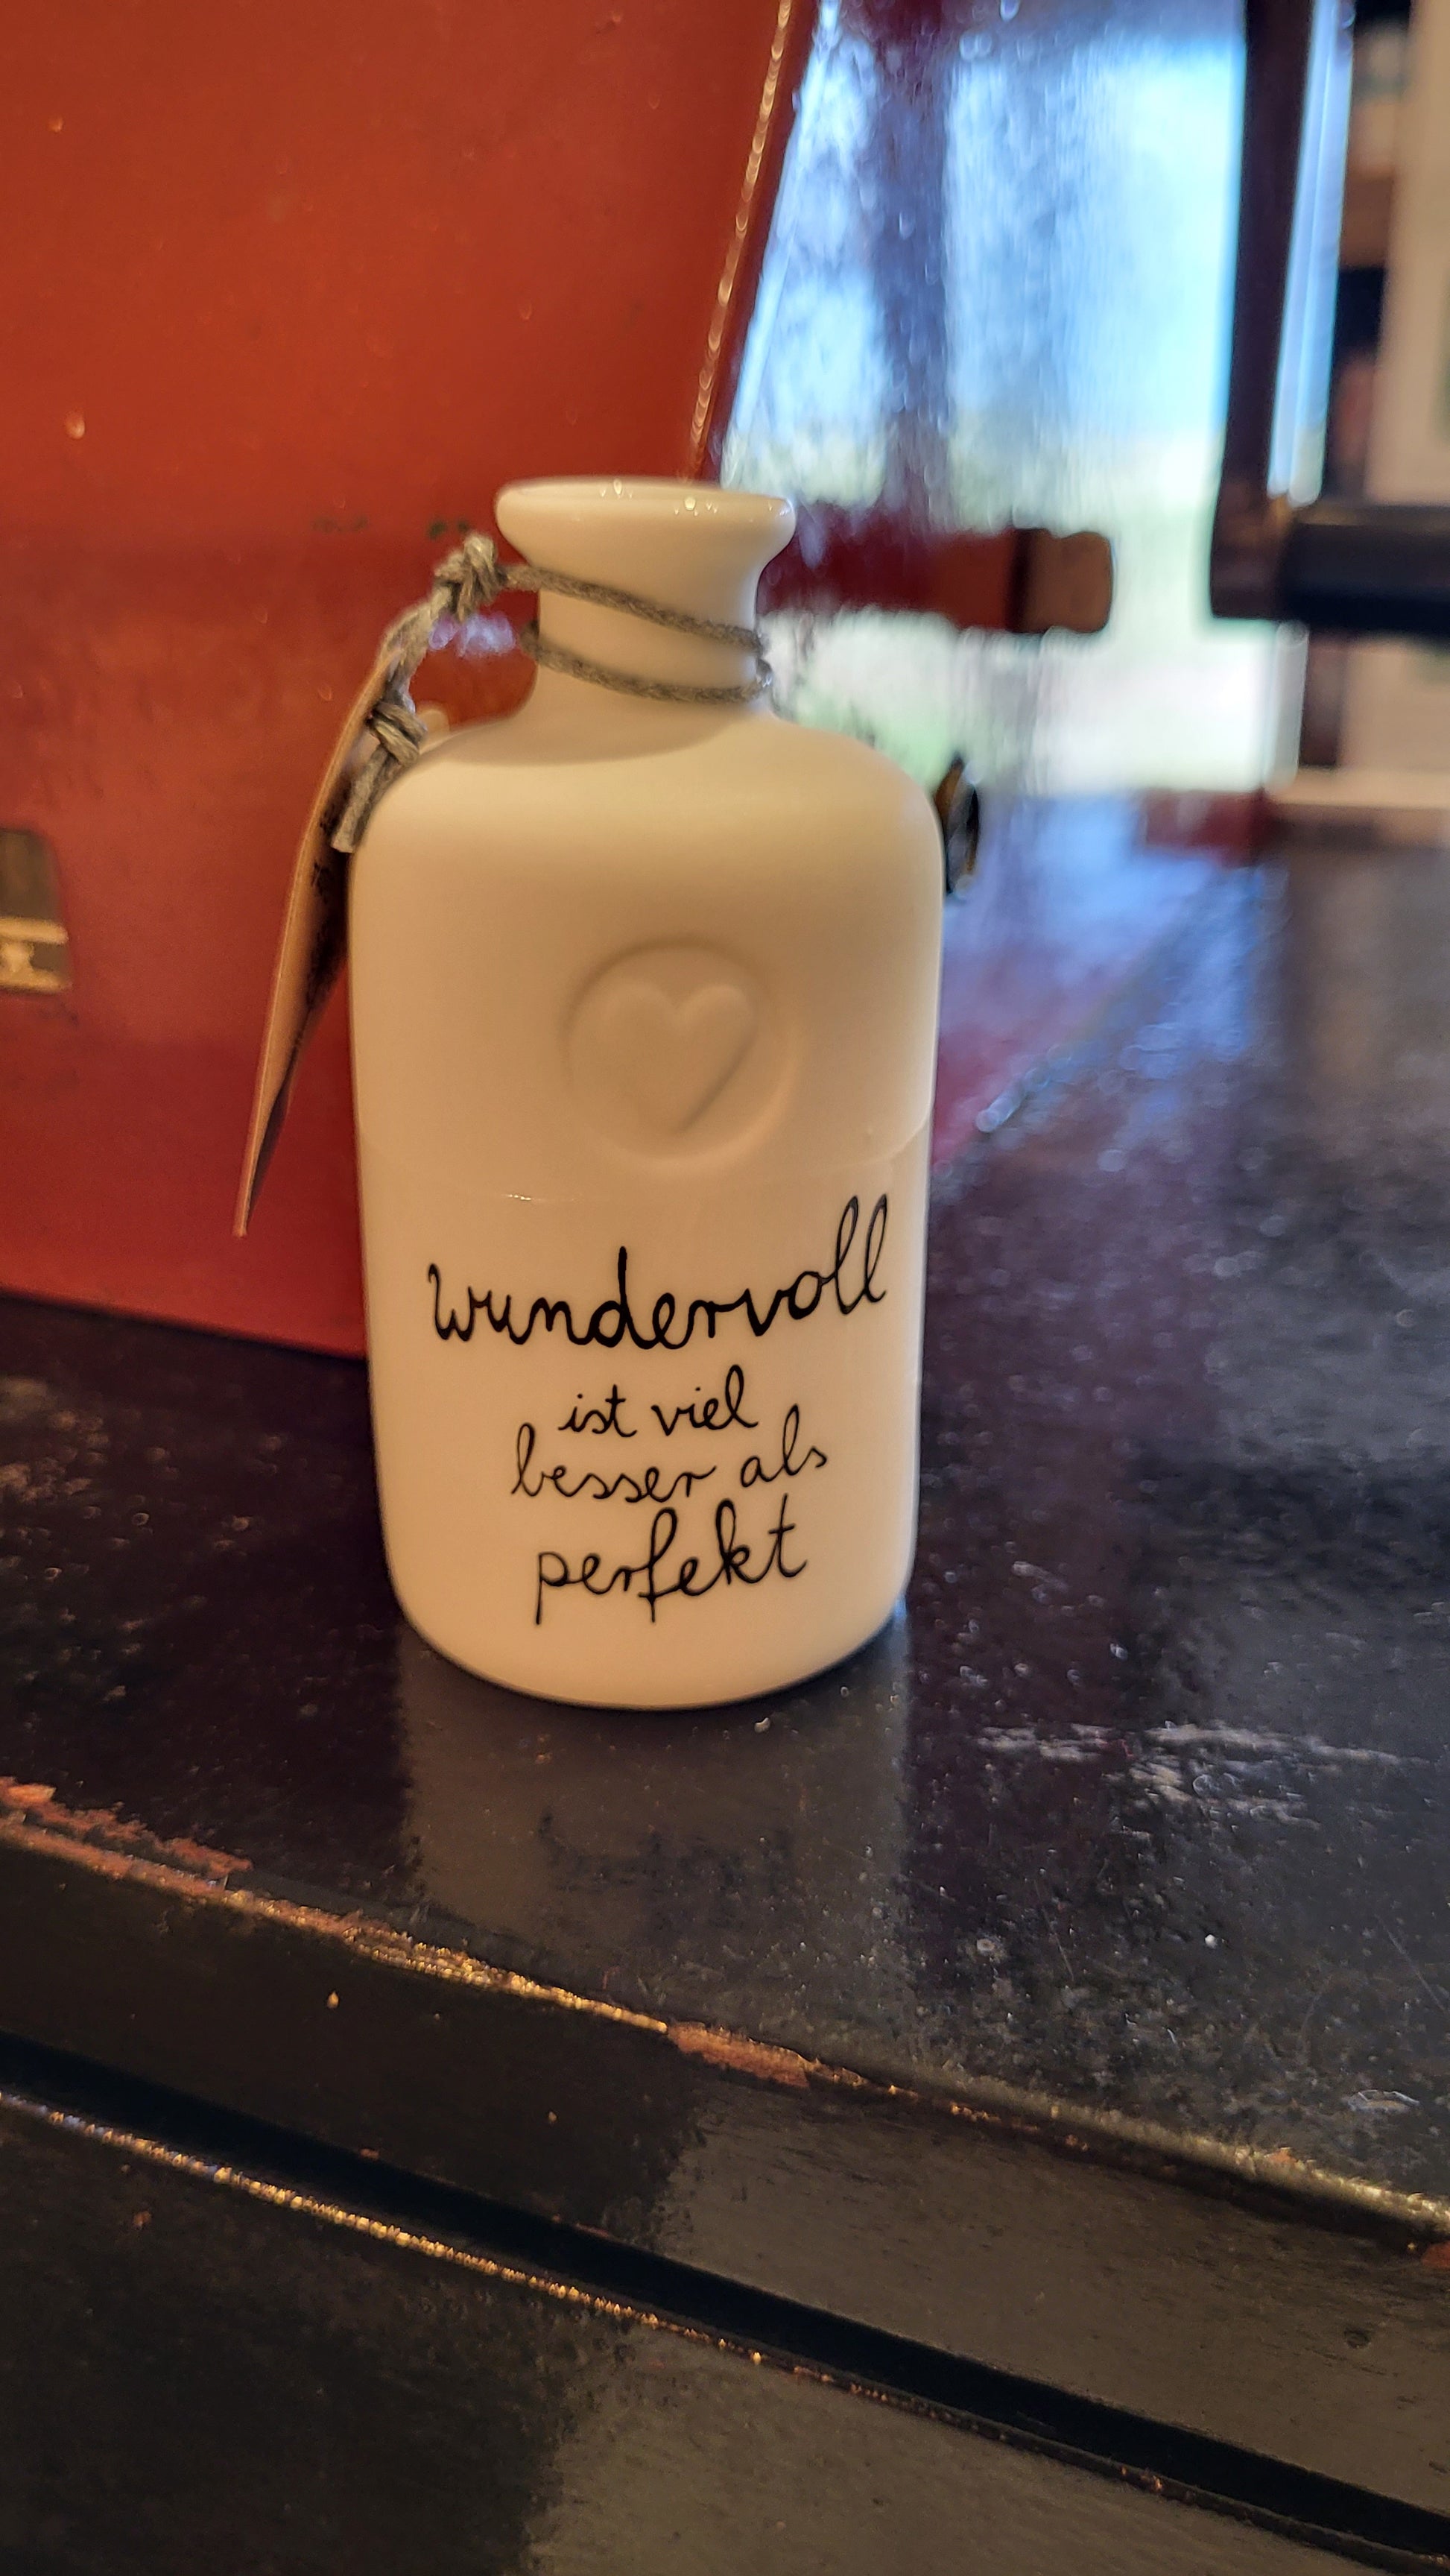 wundervoll
ist viel
besser als
perfekt